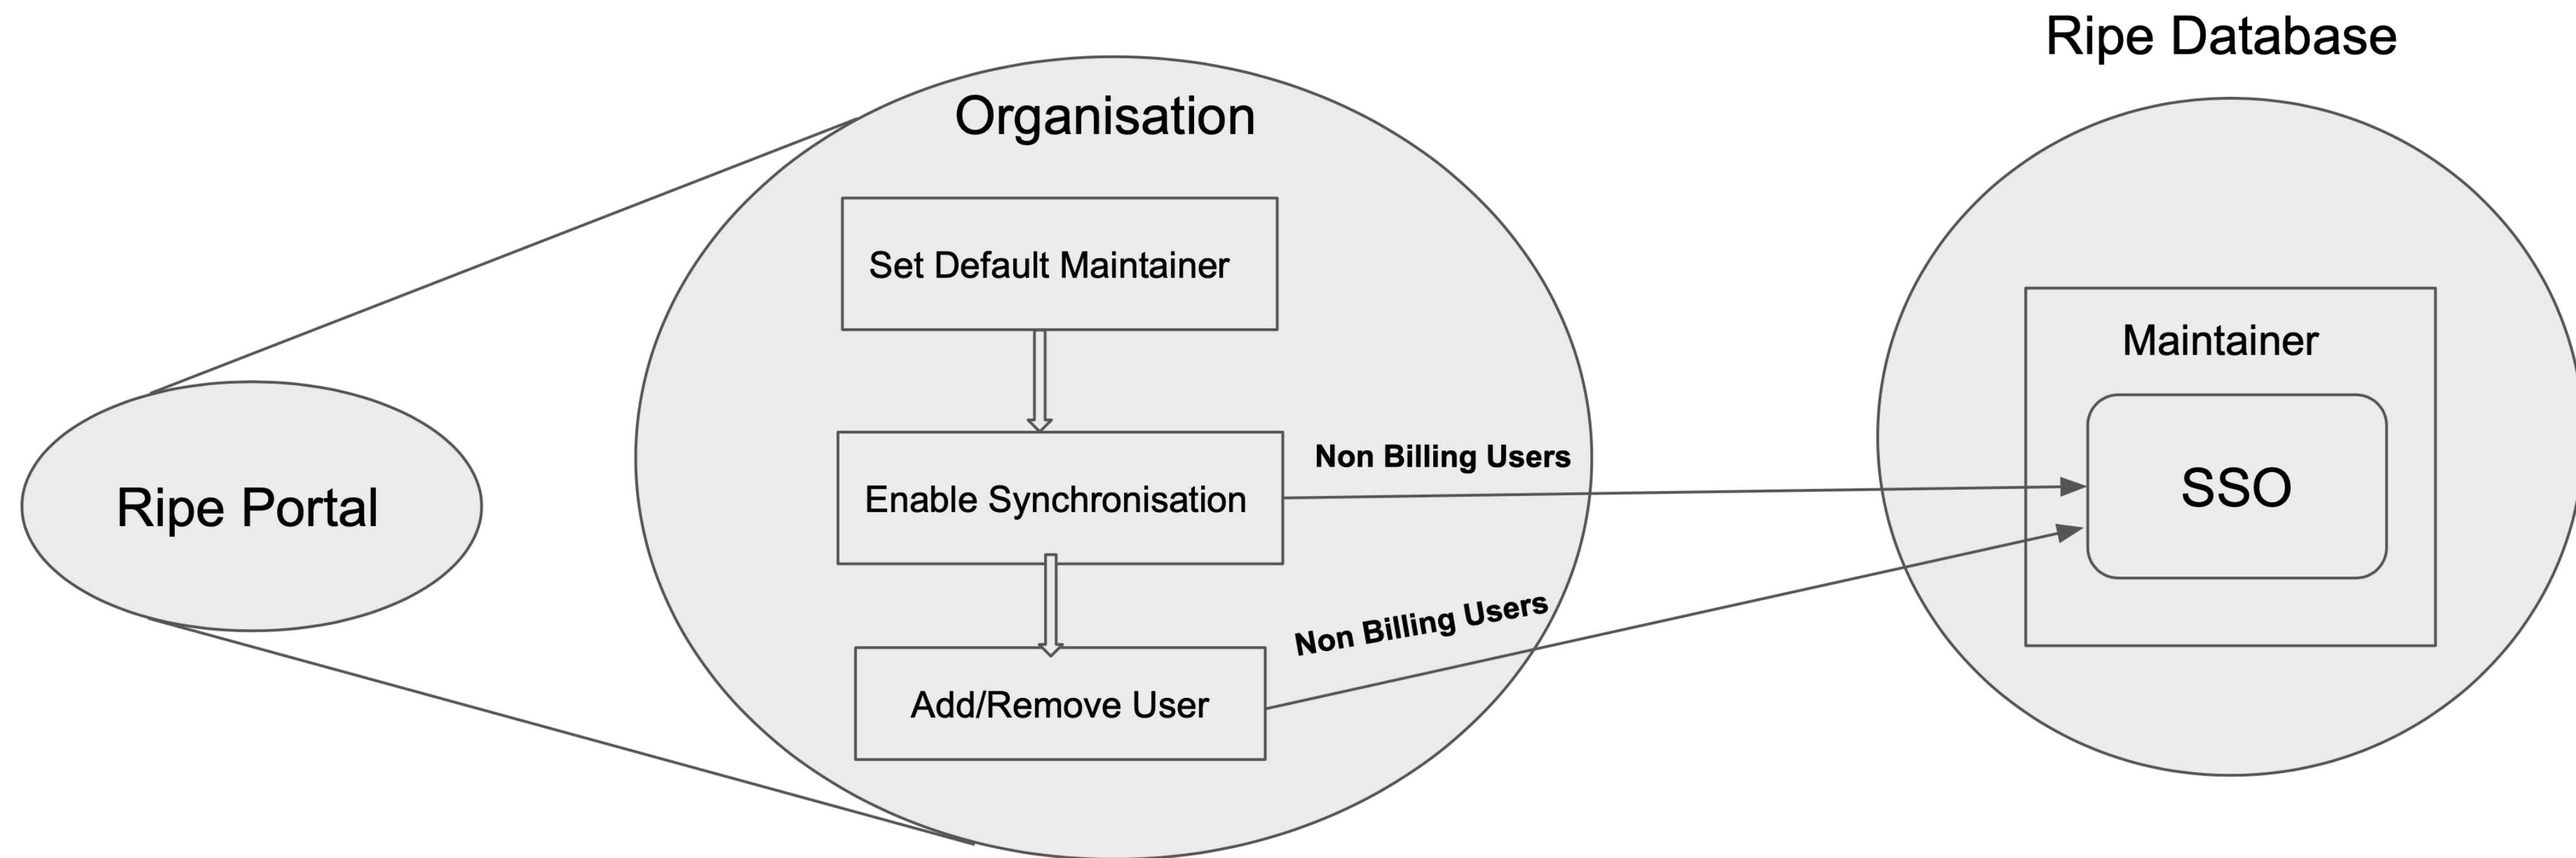 Ripe Database
Organisation
Set Default Maintainer
Maintainer
Non Billing Users
Enable Synchronisation
SSO
Ripe Portal
Non Billing Users
Add/Remove User